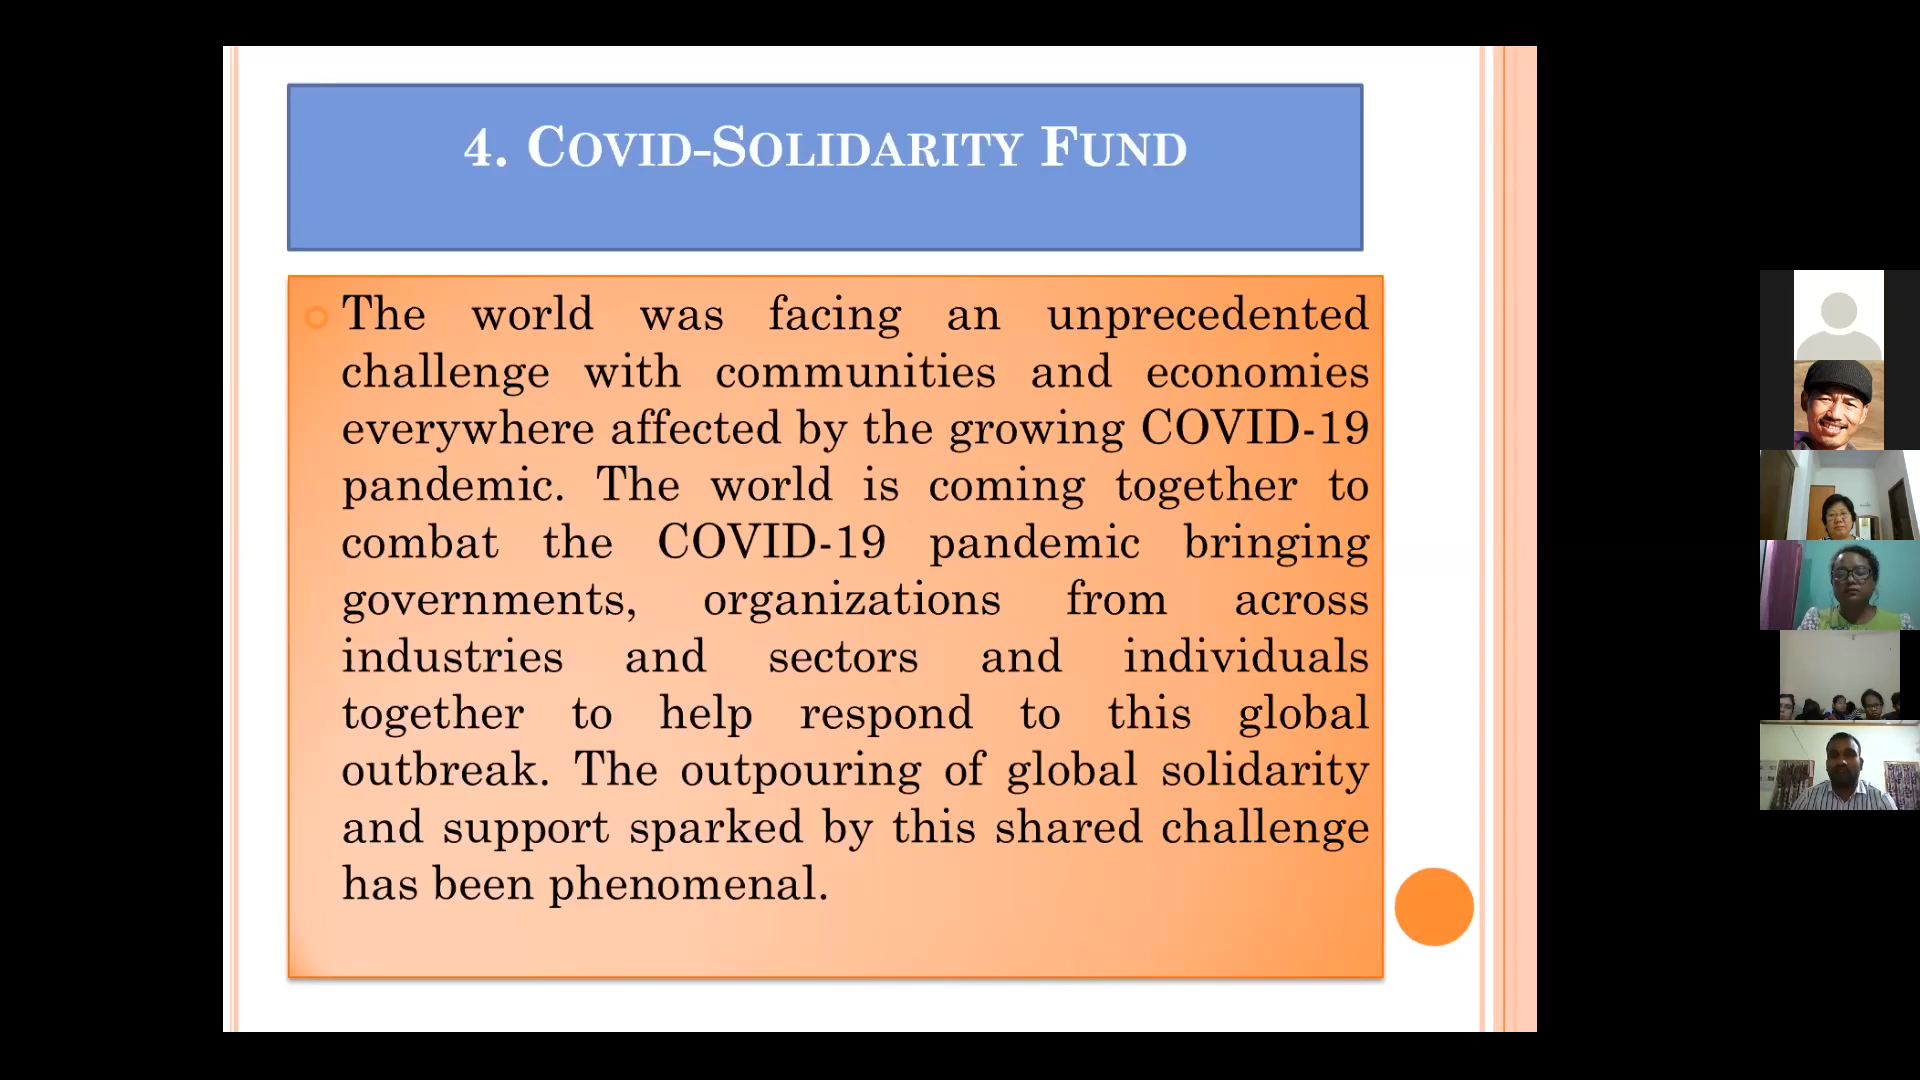 4. COVID-SOLIDARITY FUND
The world was facing an unprecedented
challenge with communities and economies
everywhere affected by the growing COVID-19
pandemic. The world is coming together to
combat the COVID-19 pandemic bringing
governments, organizations from across
industries and sectors and individuals
together to help respond to this global
outbreak. The outpouring of global solidarity
and support sparked by this shared challenge
has been phenomenal.